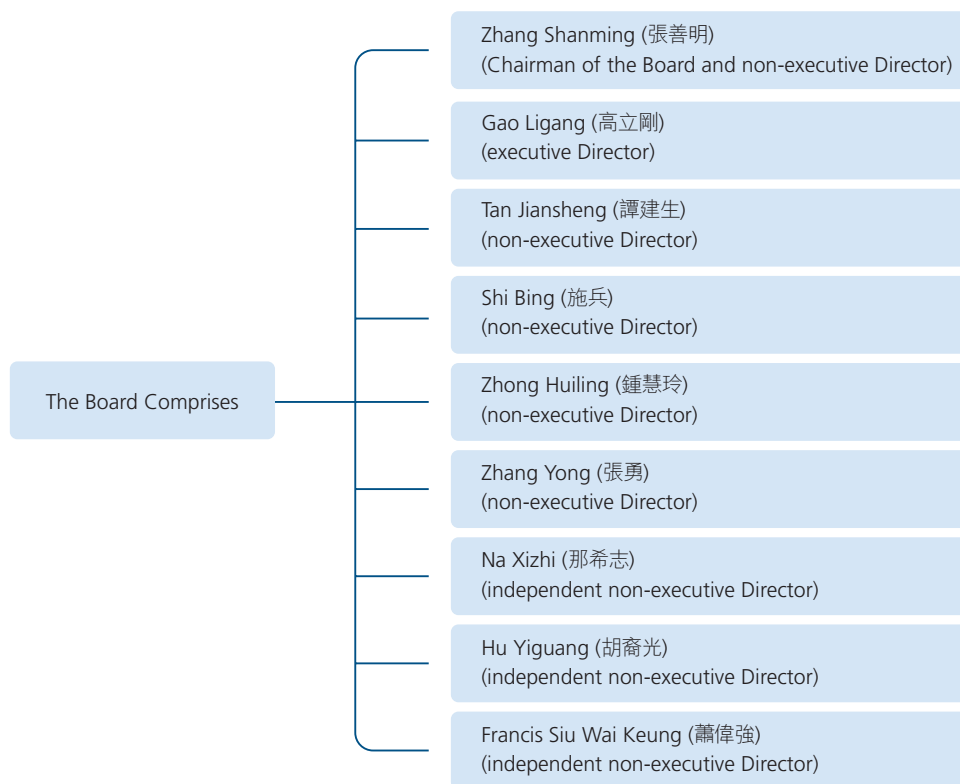 Zhang Shanming (張善明)
(Chairman of the Board and non-executive Director)
Gao Ligang (高立剛)
(executive Director)
Tan Jiansheng (譚建生)
(non-executive Director)
Shi Bing (施兵)
(non-executive Director)
The Board Comprises
Zhong Huiling (鍾慧玲)
(non-executive Director)
Zhang Yong (張勇)
(non-executive Director)
Na Xizhi (那希志)
(independent non-executive Director)
Hu Yiguang (胡裔光)
(independent non-executive Director)
Francis Siu Wai Keung (蕭偉強)
(independent non-executive Director)